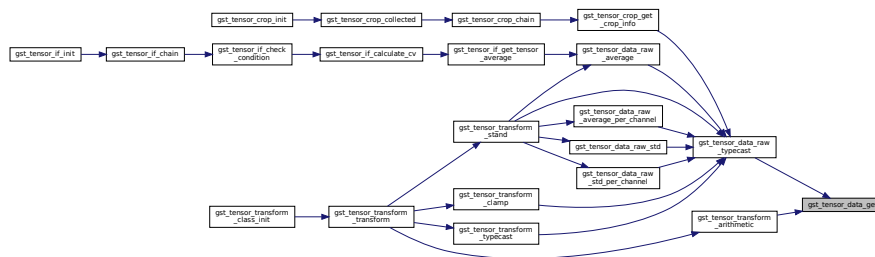 gst_tensor_crop_init
gst_tensor_crop_collected
gst_tensor_crop_chain
gst_tensor_crop_get
_crop_info
gst_tensor_if_init
gst_tensor_if_chain
gst_tensor_if_check
_condition
gst_tensor_if_calculate_cv
gst_tensor_if_get_tensor
_average
gst_tensor_data_raw
_average
gst_tensor_transform
_stand
gst_tensor_data_raw
_average_per_channel
gst_tensor_data_raw_std
gst_tensor_data_raw
_std_per_channel
gst_tensor_data_raw
_typecast
gst_tensor_data_get
gst_tensor_transform
_class_init
gst_tensor_transform
_transform
gst_tensor_transform
_clamp
gst_tensor_transform
_typecast
gst_tensor_transform
_arithmetic